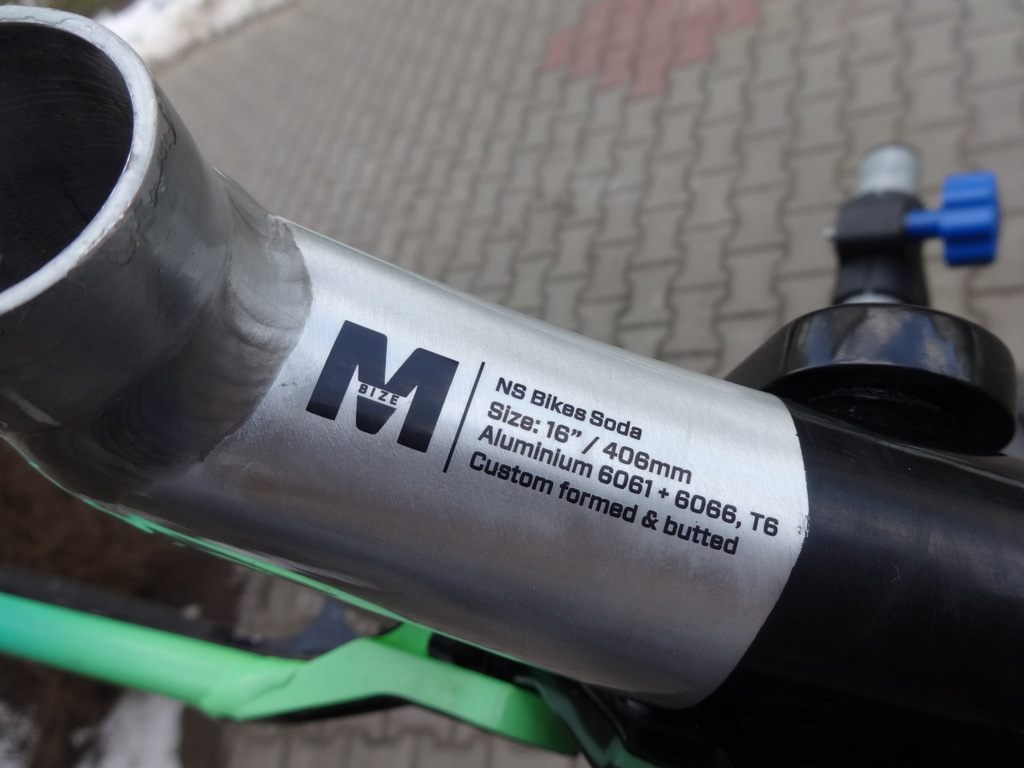 M
SIZE
NS Bikes Soda
Size: 16” / 406mm
Aluminium 6061 + 6066, T6
Custom formed & butted